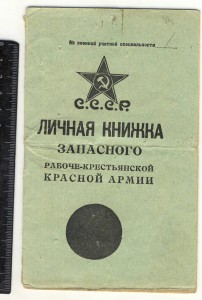 По военной учетной специальности
С.С.С.Р.
ЛИЧНАЯ КНИЖКА
ЗАПАСНОГО
РАБОЧЕ-КРЕСТЬЯНСКОЙ
КРАСНОЙ АРМИИ